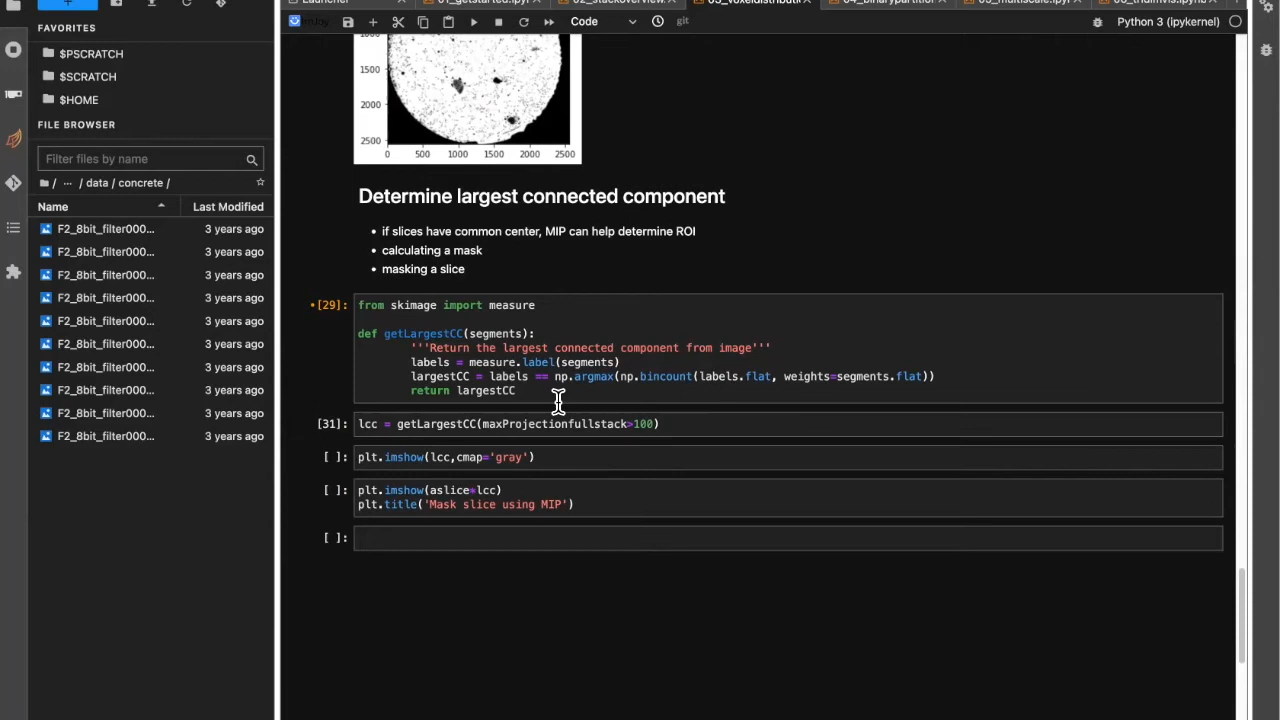 FAVORITES
$PSCRATCH
$SCRATCH
$HOME
FILE BROWSER
Filter files by name
/ ... / data / concrete /
Name Last Modified
F2_8bit_filter000... 3 years ago
F2_8bit_filter000... 3 years ago
F2_8bit_filter000... 3 years ago
F2_8bit_filter000... 3 years ago
F2_8bit_filter000... 3 years ago
F2_8bit_filter000... 3 years ago
F2_8bit_filter000... 3 years ago
F2_8bit_filter000... 3 years ago
F2_8bit_filter000... 3 years ago
F2_8bit_filter000... 3 years ago
Launcher 01_getstarted.ipynb
Code git Python 3 (ipykernel)
1000
1500
2000
2500
0 500 1000 1500 2000 2500
Determine largest connected component
• if slices have common center, MIP can help determine ROI
• calculating a mask
• masking a slice
•[29]: from skimage import measure
def getLargestCC(segments):
'''Return the largest connected component from image'''
labels = measure.label(segments)
largestCC = labels == np.argmax(np.bincount(labels.flat, weights=segments.flat))
return largestCC
[31]: lcc = getLargestCC(maxProjectionfullstack>100)
[ ]: plt.imshow(lcc,cmap='gray')
[ ]: plt.imshow(aslice*lcc)
plt.title('Mask slice using MIP')
[ ]: